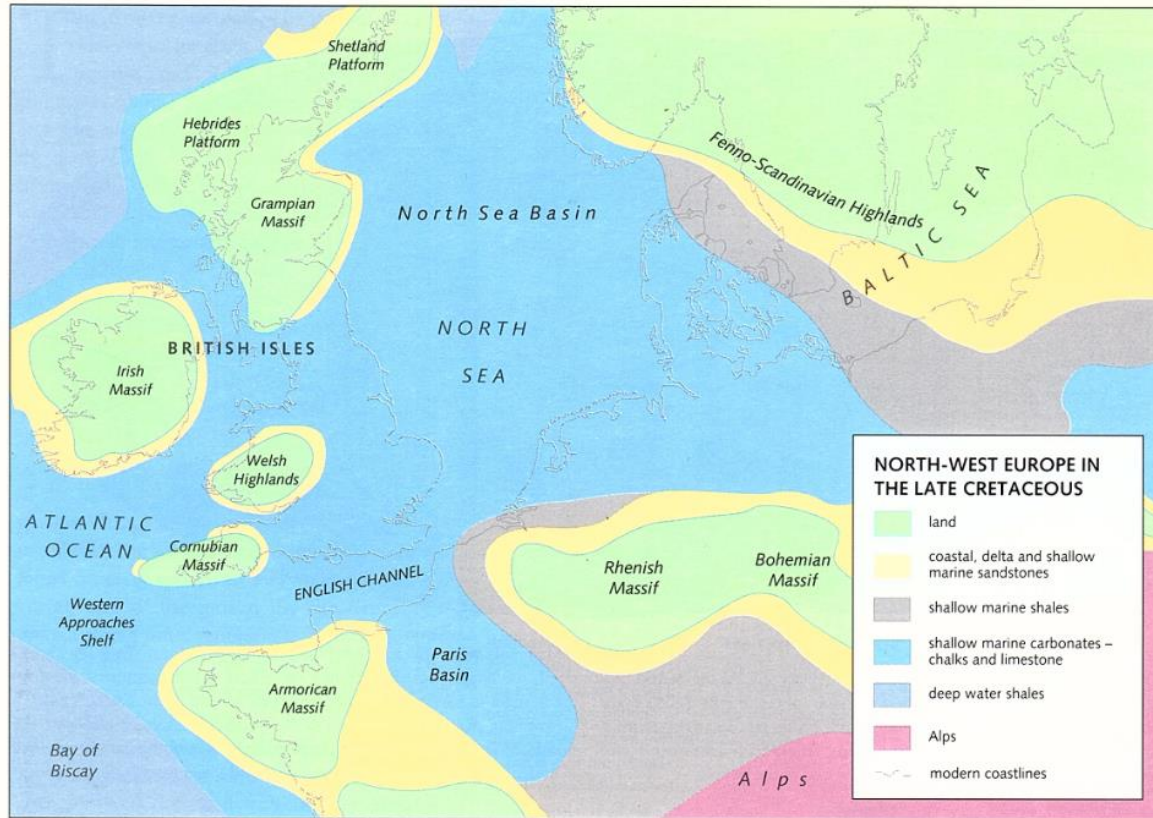 Shetland
Platform
Hebrides
Platform
Fenno-Scandinavian Highlands
Grampian
Massif
North Sea Basin
BALTIC SEA
NORTH
SEA
BRITISH ISLES
Irish
Massif
Welsh
Highlands
ATLANTIC
OCEAN
Cornubian
Massif
ENGLISH CHANNEL
Rhenish
Massif
Bohemian
Massif
Western
Approaches
Shelf
Paris
Basin
Armorican
Massif
Bay of
Biscay
Alps
NORTH-WEST EUROPE IN
THE LATE CRETACEOUS
land
coastal, delta and shallow
marine sandstones
shallow marine shales
shallow marine carbonates –
chalks and limestone
deep water shales
Alps
modern coastlines